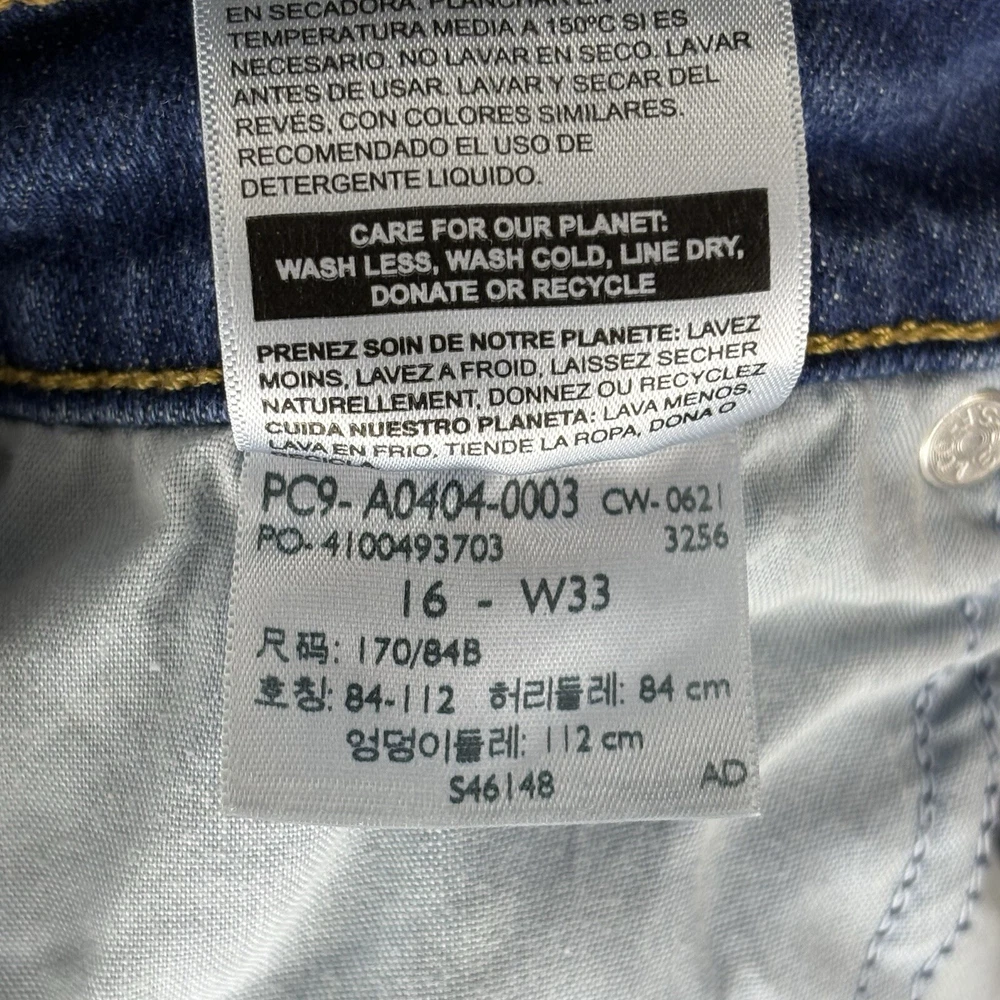 EN SECADORA. PLANCHAR EN
TEMPERATURA MEDIA A 150ºC SI ES
NECESARIO. NO LAVAR EN SECO. LAVAR
ANTES DE USAR. LAVAR Y SECAR DEL
REVÉS, CON COLORES SIMILARES.
RECOMENDADO EL USO DE
DETERGENTE LIQUIDO.
CARE FOR OUR PLANET:
WASH LESS, WASH COLD, LINE DRY,
DONATE OR RECYCLE
PRENEZ SOIN DE NOTRE PLANETE: LAVEZ
MOINS, LAVEZ A FROID, LAISSEZ SECHER
NATURELLEMENT, DONNEZ OU RECYCLEZ
CUIDA NUESTRO PLANETA: LAVA MENOS,
LAVA EN FRIO, TIENDE LA ROPA, DONA O
PC9- A0404-0003 CW- 0621
PO- 4100493703 3256
16 - W33
尺码: 170/84B
호칭: 84-112 허리둘레: 84 cm
엉덩이둘레: 112 cm
S46148 AD